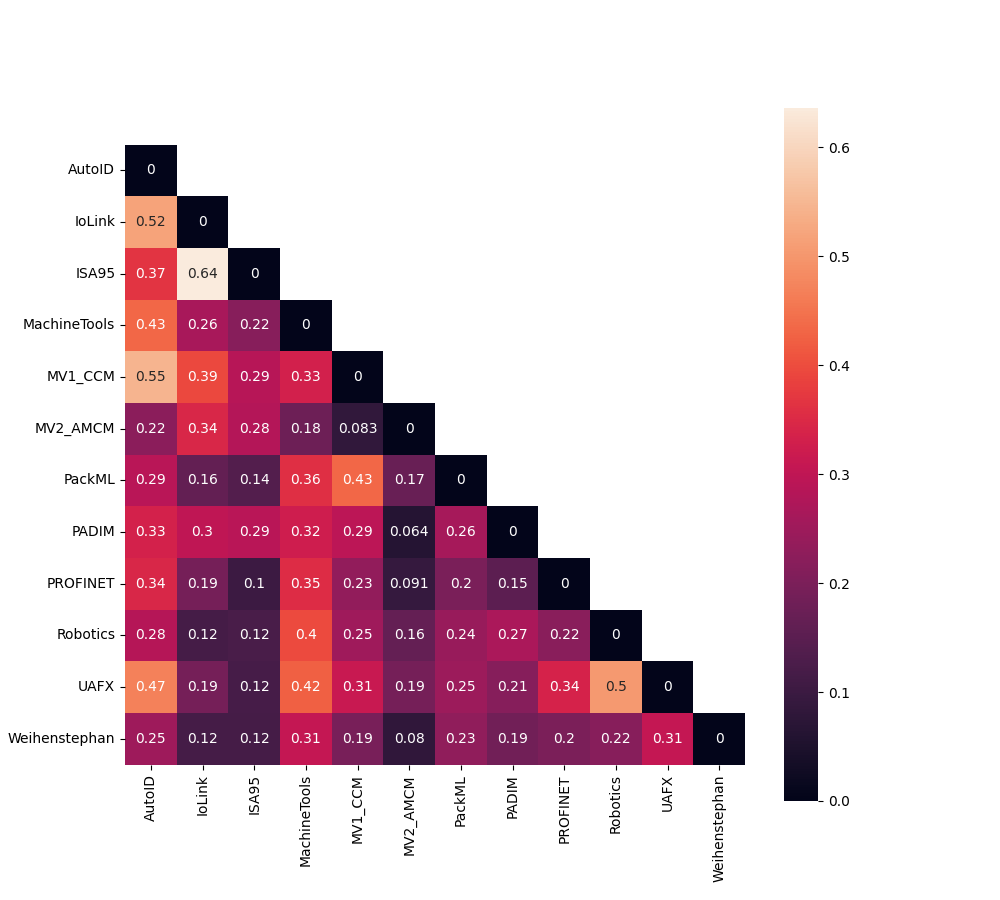 AutoID 0
IoLink 0.52 0
ISA95 0.37 0.64 0
MachineTools 0.43 0.26 0.22 0
MV1_CCM 0.55 0.39 0.29 0.33 0
MV2_AMCM 0.22 0.34 0.28 0.18 0.083 0
PackML 0.29 0.16 0.14 0.36 0.43 0.17 0
PADIM 0.33 0.3 0.29 0.32 0.29 0.064 0.26 0
PROFINET 0.34 0.19 0.1 0.35 0.23 0.091 0.2 0.15 0
Robotics 0.28 0.12 0.12 0.4 0.25 0.16 0.24 0.27 0.22 0
UAFX 0.47 0.19 0.12 0.42 0.31 0.19 0.25 0.21 0.34 0.5 0
Weihenstephan 0.25 0.12 0.12 0.31 0.19 0.08 0.23 0.19 0.2 0.22 0.31 0
AutoID IoLink ISA95 MachineTools MV1_CCM MV2_AMCM PackML PADIM PROFINET Robotics UAFX Weihenstephan
0.6
0.5
0.4
0.3
0.2
0.1
0.0